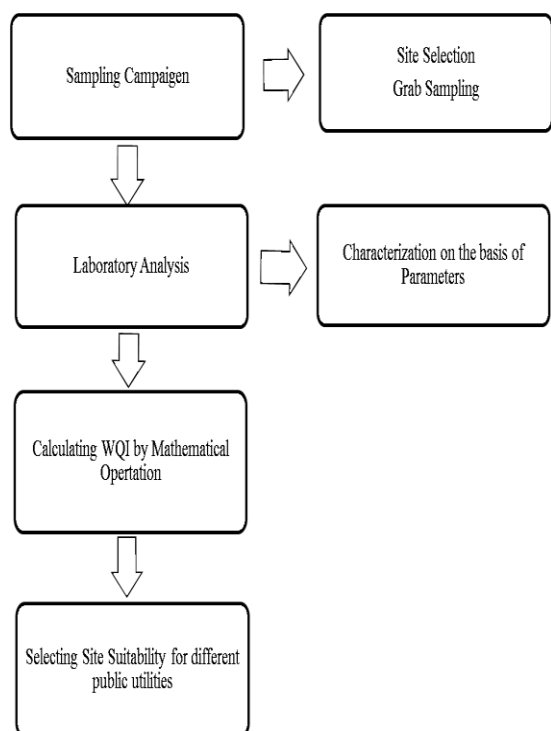 Sampling Campaigen
Site Selection
Grab Sampling
Laboratory Analysis
Characterization on the basis of
Parameters
Calculating WQI by Mathematical
Opertation
Selecting Site Suitability for different
public utilities